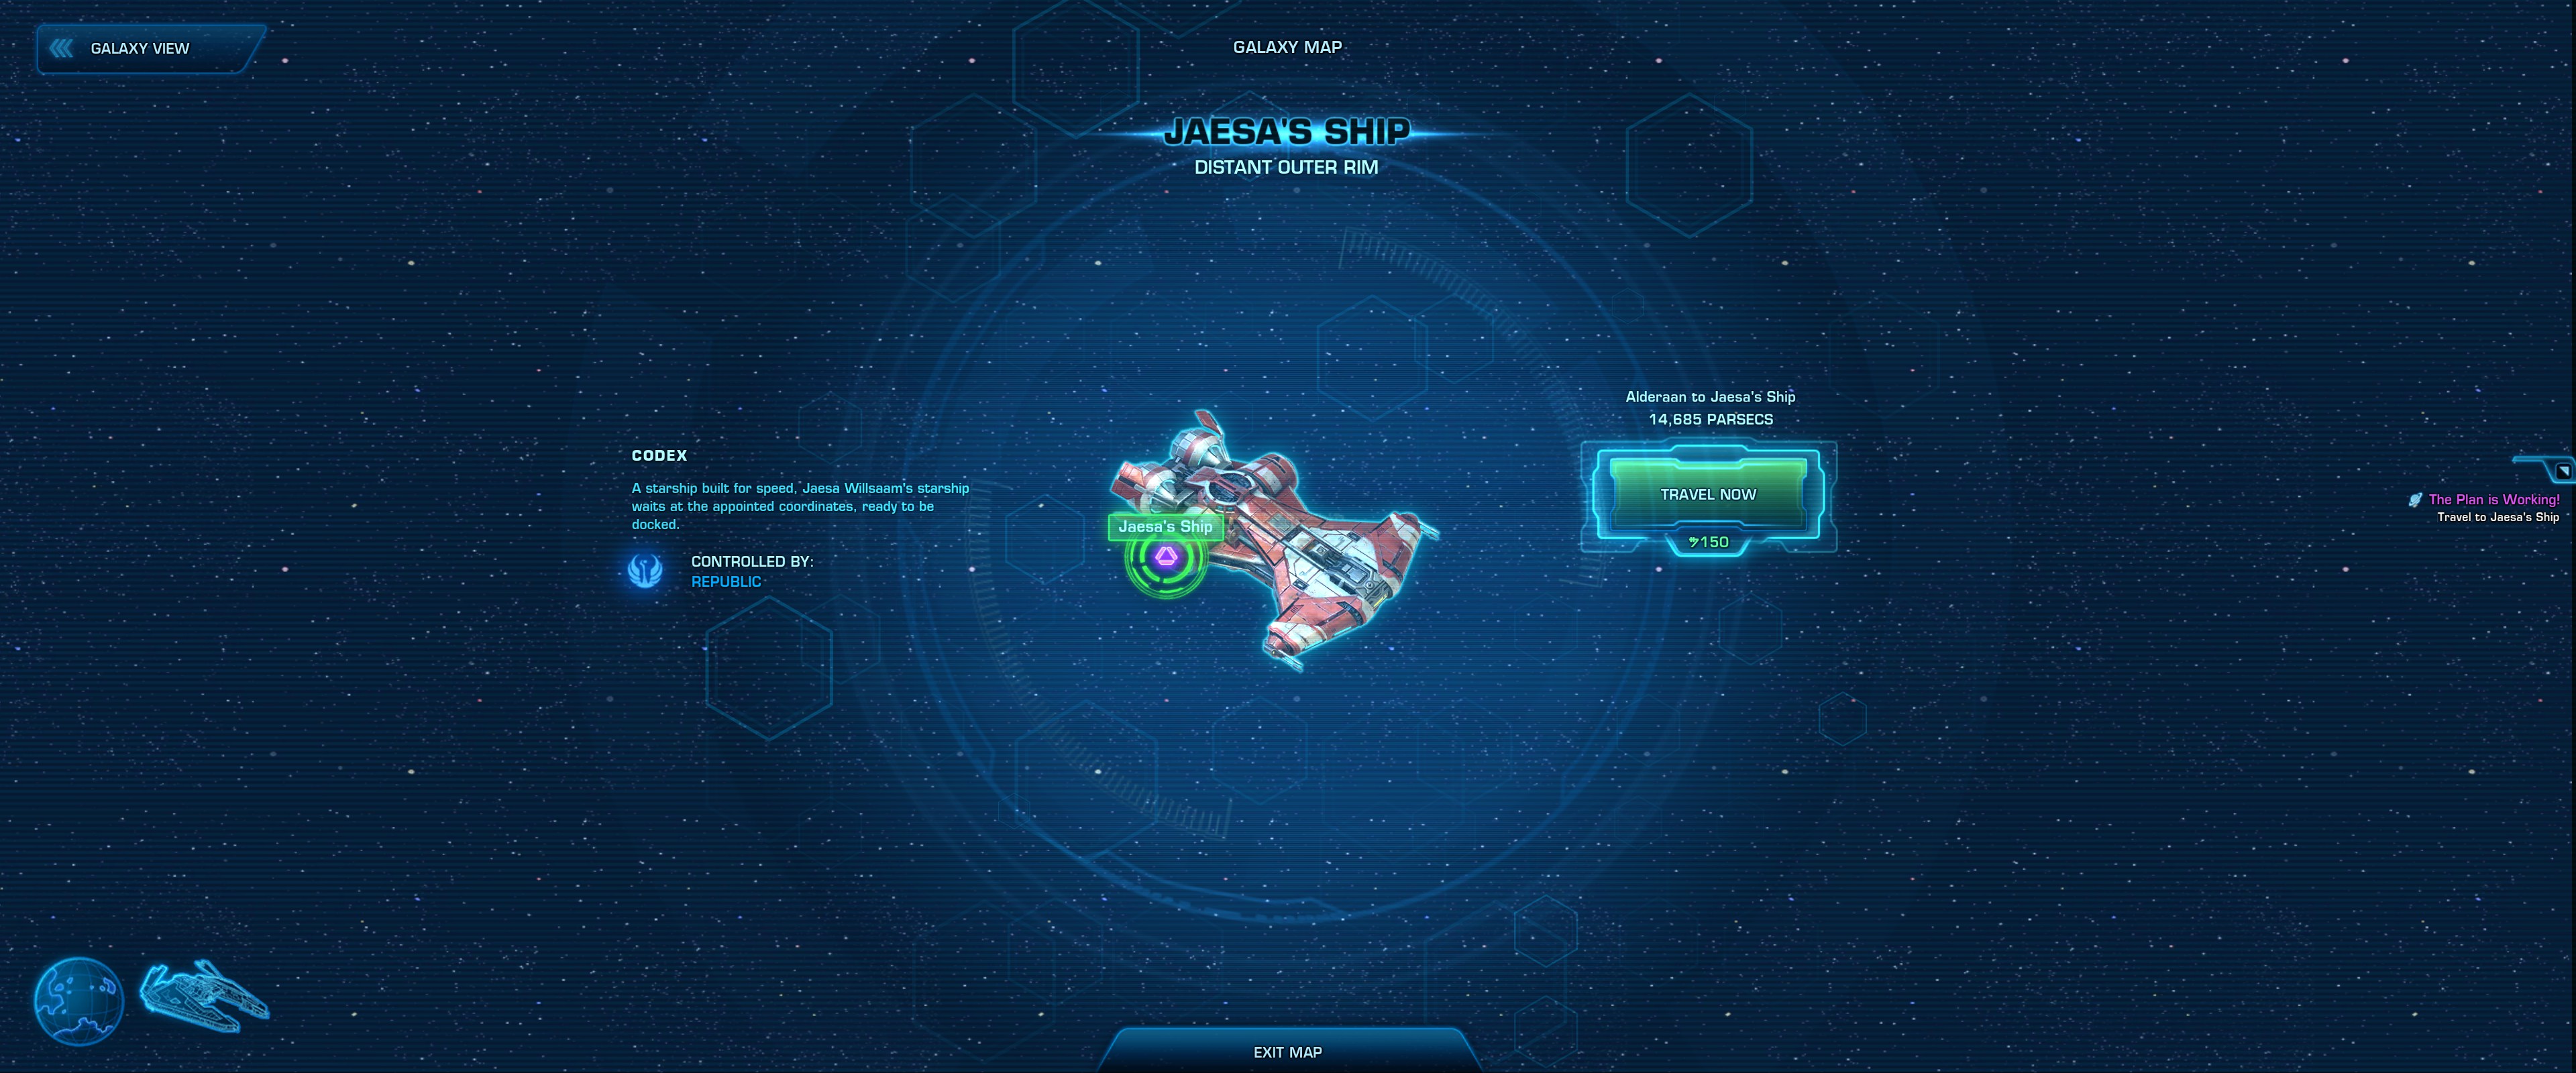 GALAXY VIEW
GALAXY MAP
JAESA'S SHIP
DISTANT OUTER RIM
CODEX
A starship built for speed, Jaesa Willsaam's starship
waits at the appointed coordinates, ready to be
docked.
CONTROLLED BY:
REPUBLIC
Jaesa's Ship
Alderaan to Jaesa's Ship
14,685 PARSECS
TRAVEL NOW
150
The Plan is Working!
Travel to Jaesa's Ship
EXIT MAP